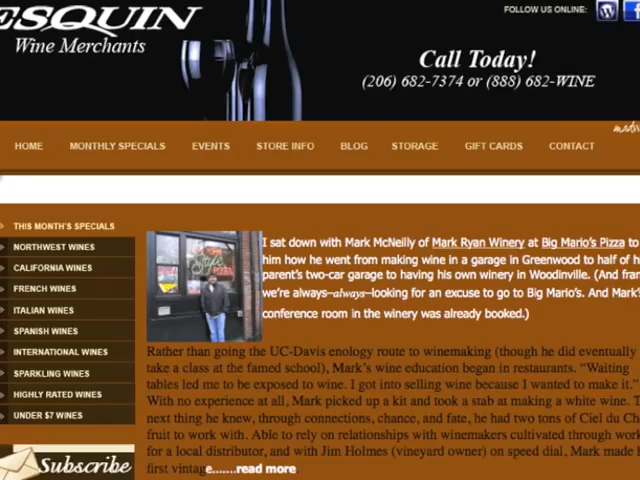 ESQUIN
Wine Merchants
FOLLOW US ONLINE:
Call Today!
(206) 682-7374 or (888) 682-WINE
HOME MONTHLY SPECIALS EVENTS STORE INFO BLOG STORAGE GIFT CARDS CONTACT
THIS MONTH'S SPECIALS
NORTHWEST WINES
CALIFORNIA WINES
FRENCH WINES
ITALIAN WINES
SPANISH WINES
INTERNATIONAL WINES
SPARKLING WINES
HIGHLY RATED WINES
UNDER $7 WINES
Subscribe
I sat down with Mark McNeilly of Mark Ryan Winery at Big Mario's Pizza to
him how he went from making wine in a garage in Greenwood to half of h
parent's two-car garage to having his own winery in Woodinville. (And fran
we're always–always–looking for an excuse to go to Big Mario's. And Mark's
conference room in the winery was already booked.)
Rather than going the UC-Davis enology route to winemaking (though he did eventually
take a class at the famed school), Mark's wine education began in restaurants. "Waiting
tables led me to be exposed to wine. I got into selling wine because I wanted to make it,"
With no experience at all, Mark picked up a kit and took a stab at making a white wine. T
next thing he knew, through connections, chance, and fate, he had two tons of Ciel du Ch
fruit to work with. Able to rely on relationships with winemakers cultivated through work
for a local distributor, and with Jim Holmes (vineyard owner) on speed dial, Mark made h
first vintage.......read more